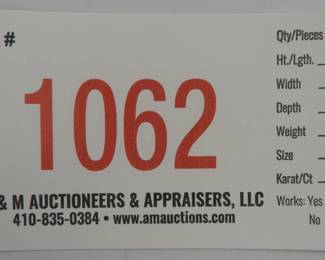 #
1062
& M AUCTIONEERS & APPRAISERS, LLC
410-835-0384 • www.amauctions.com
Qty/Pieces
Ht./Lgth.
Width
Depth
Weight
Size
Karat/Ct
Works: Yes
No